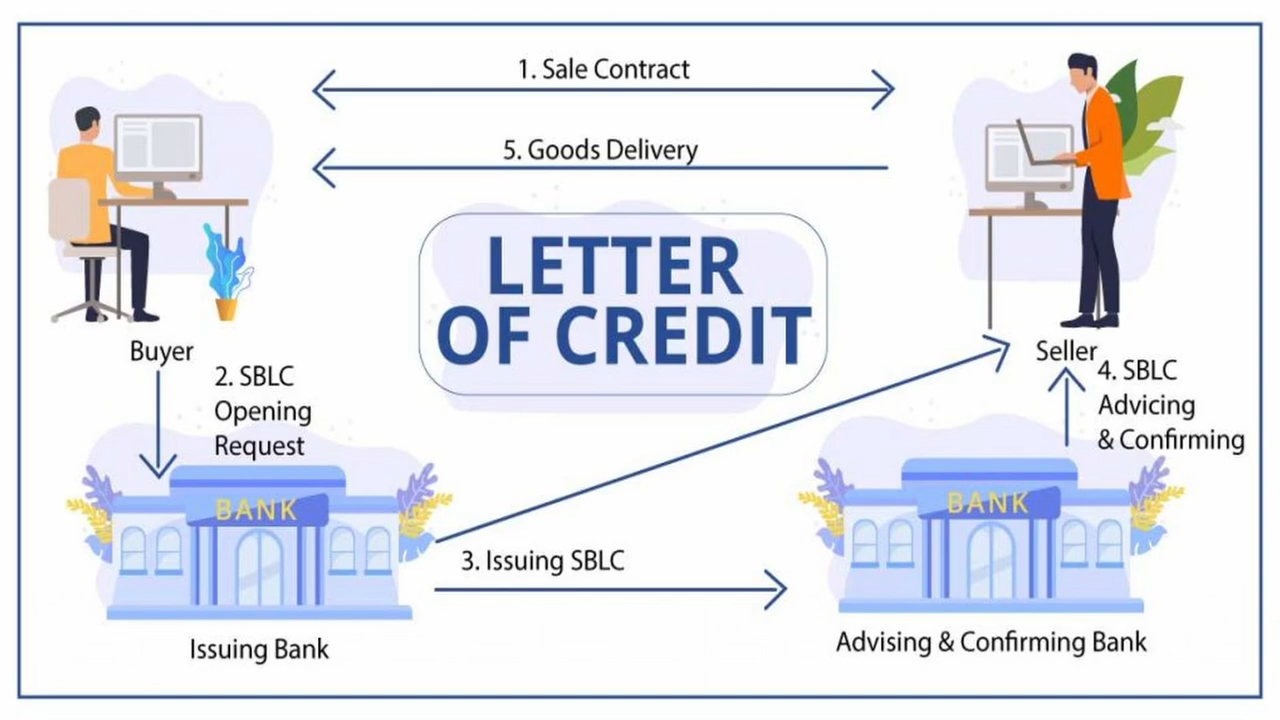 1. Sale Contract
5. Goods Delivery
LETTER
OF CREDIT
Buyer
Seller
2. SBLC
Opening
Request
4. SBLC
Advicing
& Confirming
BANK
BANK
3. Issuing SBLC
Issuing Bank
Advising & Confirming Bank